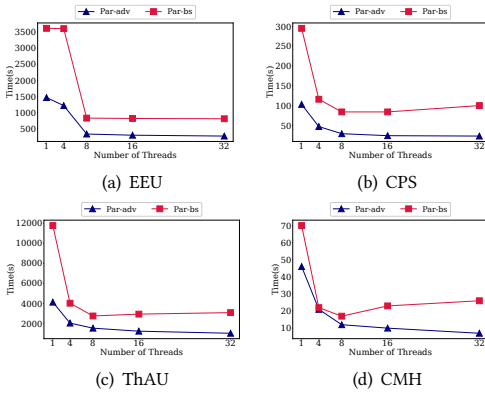 Par-adv Par-bs
3500
3000
2500
2000
1500
1000
500
Time(s)
1 4 8 16 32
Number of Threads
(a) EEU
Par-adv Par-bs
300
250
200
150
100
50
Time(s)
1 4 8 16 32
Number of Threads
(b) CPS
Par-adv Par-bs
12000
10000
8000
6000
4000
2000
Time(s)
1 4 8 16 32
Number of Threads
(c) ThAU
Par-adv Par-bs
70
60
50
40
30
20
10
Time(s)
1 4 8 16 32
Number of Threads
(d) CMH